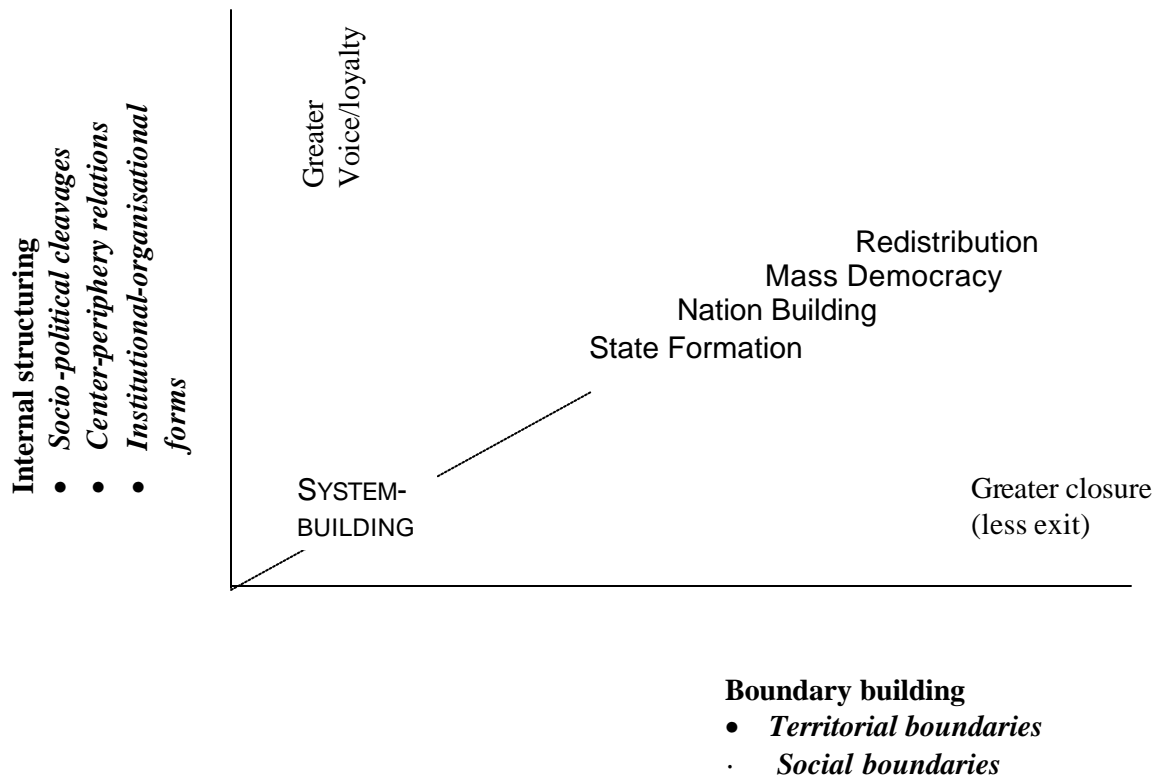 Internal structuring
• Socio-political cleavages
• Center-periphery relations
• Institutional-organisational
forms
Greater
Voice/loyalty
Redistribution
Mass Democracy
Nation Building
State Formation
SYSTEM-
BUILDING
Greater closure
(less exit)
Boundary building
• Territorial boundaries
· Social boundaries